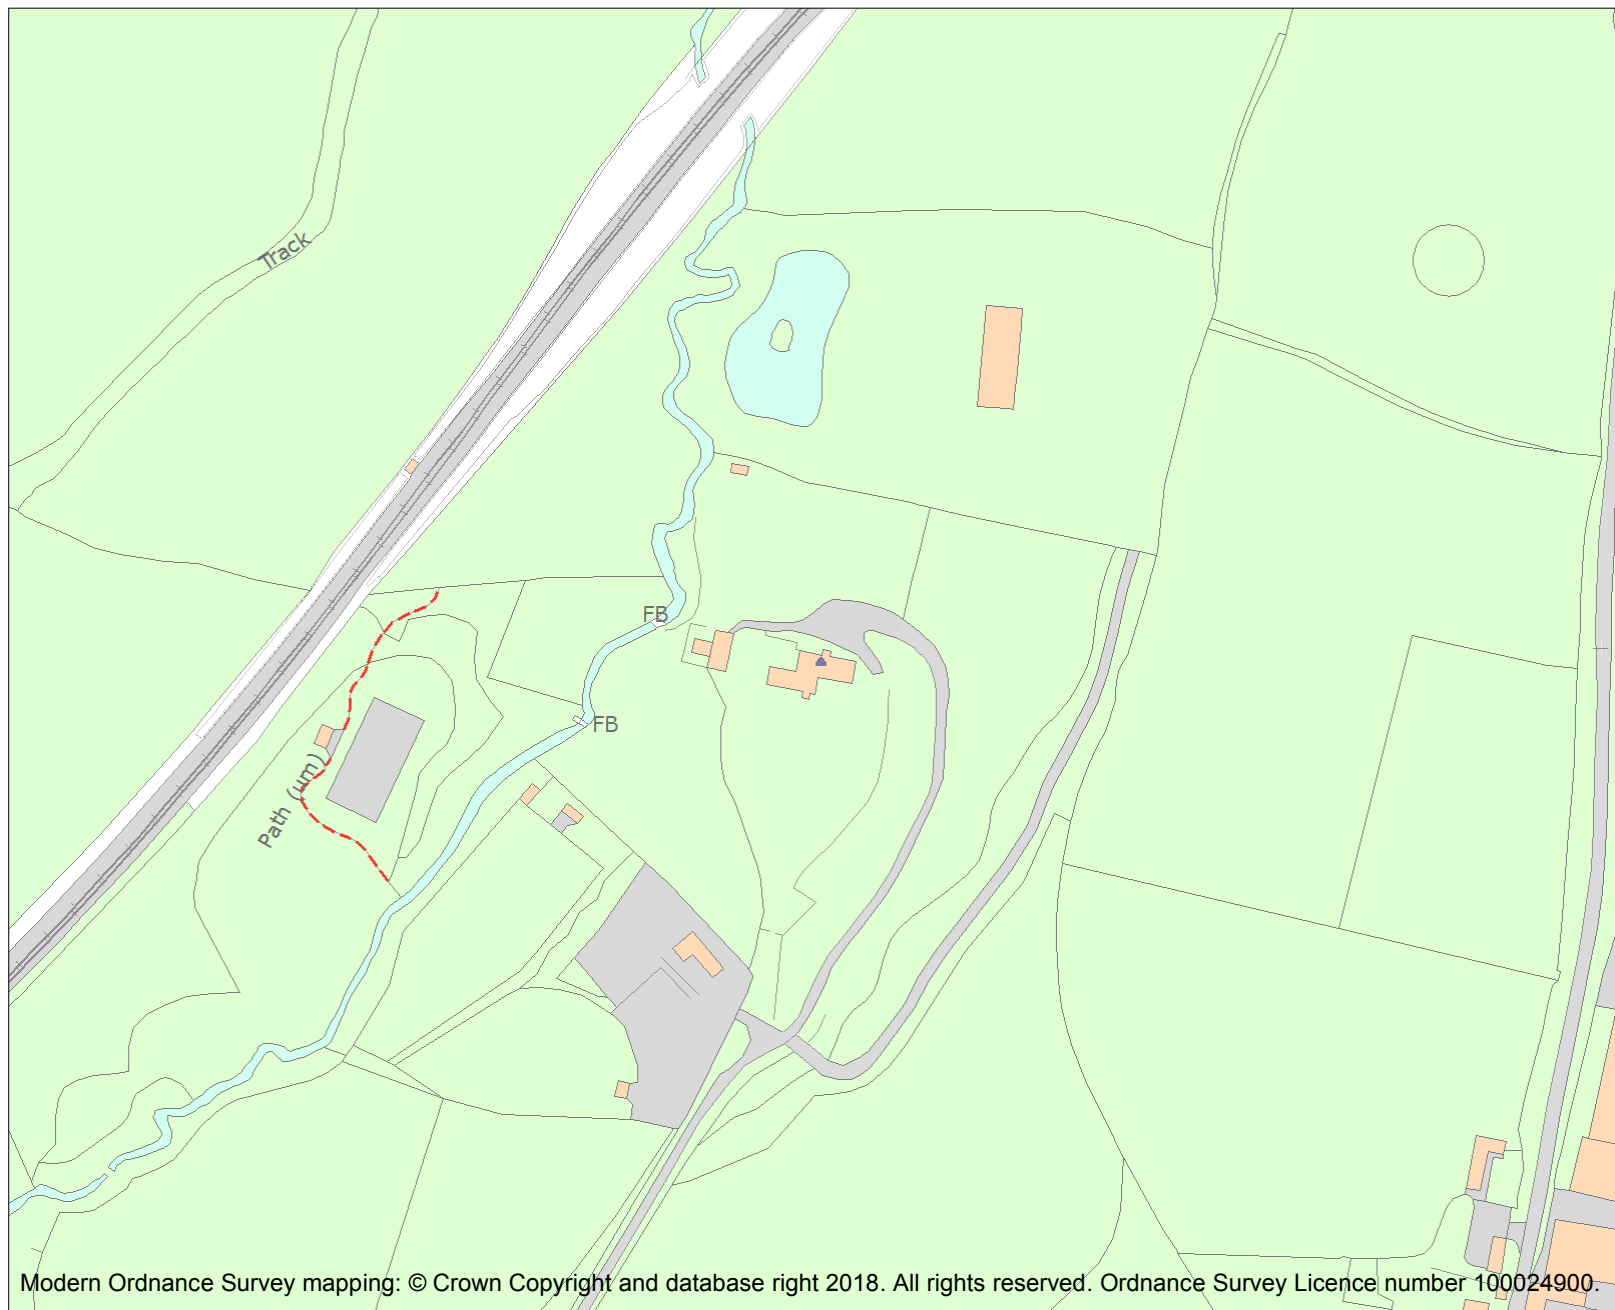 Track
FB
FB
Path (um)
Modern Ordnance Survey mapping: © Crown Copyright and database right 2018. All rights reserved. Ordnance Survey Licence number 100024900.